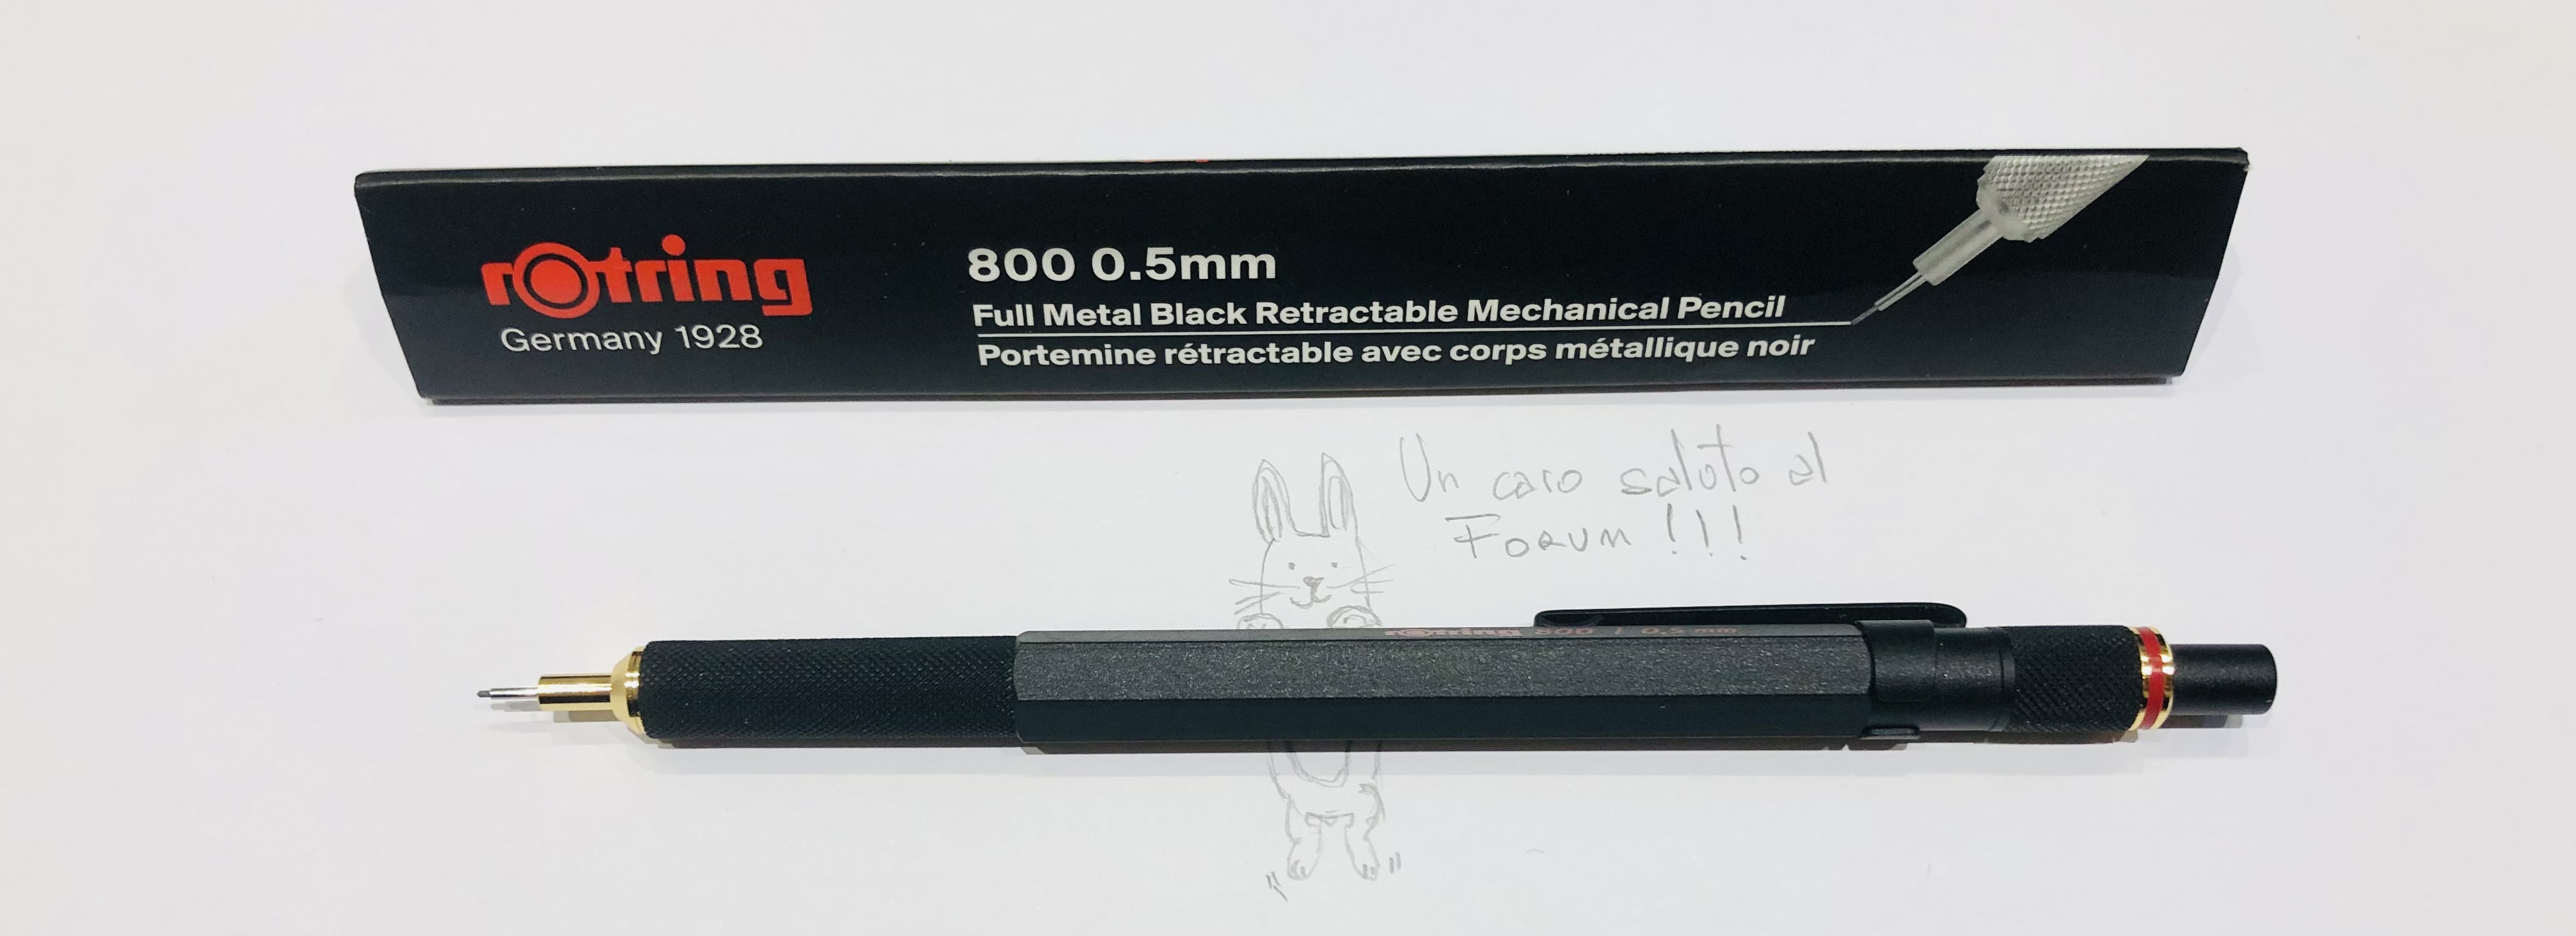 rotring
Germany 1928
800 0.5mm
Full Metal Black Retractable Mechanical Pencil
Portemine rétractable avec corps métallique noir
Un caro saluto al
FORUM!!!
rotring 800 / 0.5 mm